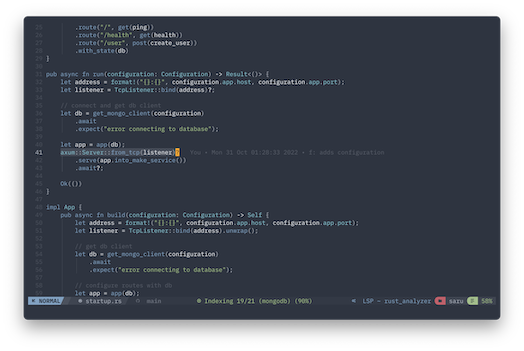 25 .route("/", get(ping))
26 .route("/health", get(health))
27 .route("/user", post(create_user))
28 .with_state(db)
29 }
30
31 pub async fn run(configuration: Configuration) -> Result<()> {
32 let address = format!("{}:{}", configuration.app.host, configuration.app.port);
33 let listener = TcpListener::bind(address)?;
34
35 // connect and get db client
36 let db = get_mongo_client(configuration)
37 .await
38 .expect("error connecting to database");
39
40 let app = app(db);
41 axum::Server::from_tcp(listener)? You • Mon 31 Oct 01:20:33 2022 • f: adds configuration
42 .serve(app.into_make_service())
43 .await?;
44
45 Ok(())
46 }
47
48 impl App {
49 pub async fn build(configuration: Configuration) -> Self {
50 let address = format!("{}:{}", configuration.app.host, configuration.app.port);
51 let listener = TcpListener::bind(address).unwrap();
52
53 // get db client
54 let db = get_mongo_client(configuration)
55 .await
56 .expect("error connecting to database");
57
58 // configure routes with db
59 let app = app(db);
NORMAL startup.rs main Indexing 19/21 (mongodb) (90%) LSP ~ rust_analyzer saru 58%